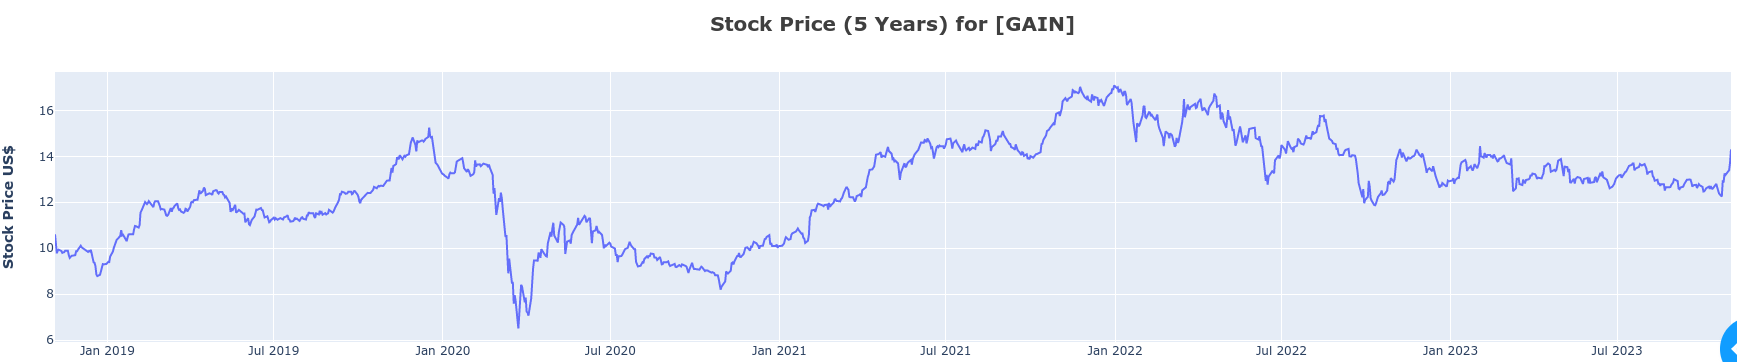 Stock Price (5 Years) for [GAIN]
Stock Price US$
16
14
12
10
8
6
Jan 2019
Jul 2019
Jan 2020
Jul 2020
Jan 2021
Jul 2021
Jan 2022
Jul 2022
Jan 2023
Jul 2023